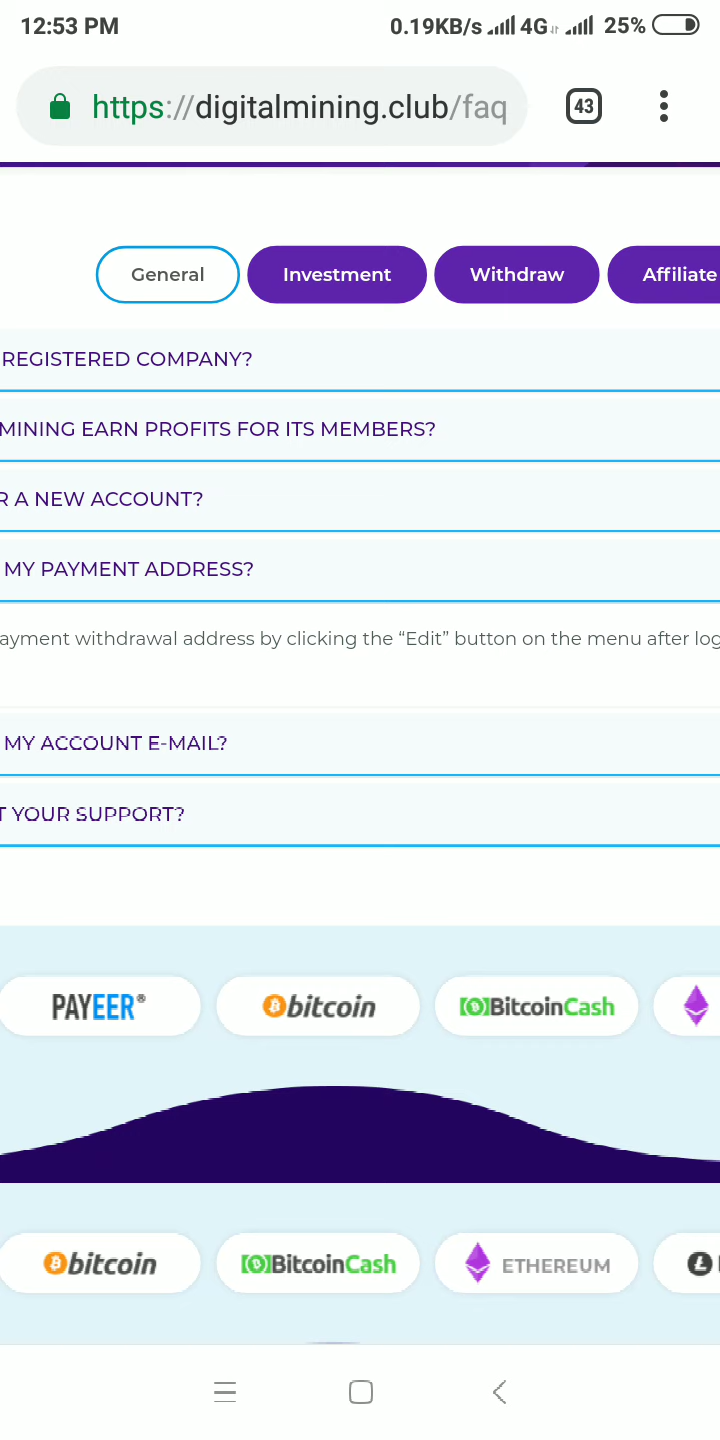 12:53 PM 0.19KB/s 4G 25%
https://digitalmining.club/faq 43
General Investment Withdraw Affiliate
REGISTERED COMPANY?
MINING EARN PROFITS FOR ITS MEMBERS?
R A NEW ACCOUNT?
MY PAYMENT ADDRESS?
ayment withdrawal address by clicking the “Edit” button on the menu after log
MY ACCOUNT E-MAIL?
T YOUR SUPPORT?
PAYEER® bitcoin BitcoinCash
bitcoin BitcoinCash ETHEREUM